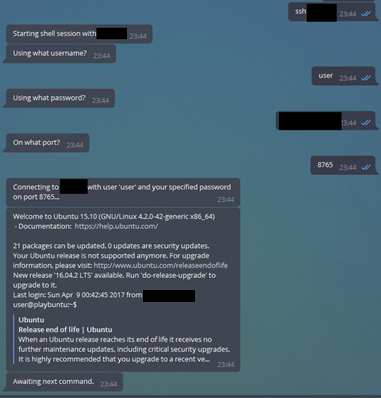 ssh
23:44
Starting shell session with
23:44
Using what username?
23:44
user
23:44
Using what password?
23:44
23:44
On what port?
23:44
8765
23:44
Connecting to with user 'user' and your specified password
on port 8765...
23:44
Welcome to Ubuntu 15.10 (GNU/Linux 4.2.0-42-generic x86_64)
- Documentation: https://help.ubuntu.com/
21 packages can be updated. 0 updates are security updates.
Your Ubuntu release is not supported anymore. For upgrade
information, please visit: http://www.ubuntu.com/releaseendoflife
New release '16.04.2 LTS' available. Run 'do-release-upgrade' to
upgrade to it.
Last login: Sun Apr 9 00:42:45 2017 from
user@playbuntu:~$
Ubuntu
Release end of life | Ubuntu
When an Ubuntu release reaches its end of life it receives no
further maintenance updates, including critical security upgrades.
It is highly recommended that you upgrade to a recent ve...
23:44
Awaiting next command.
23:44